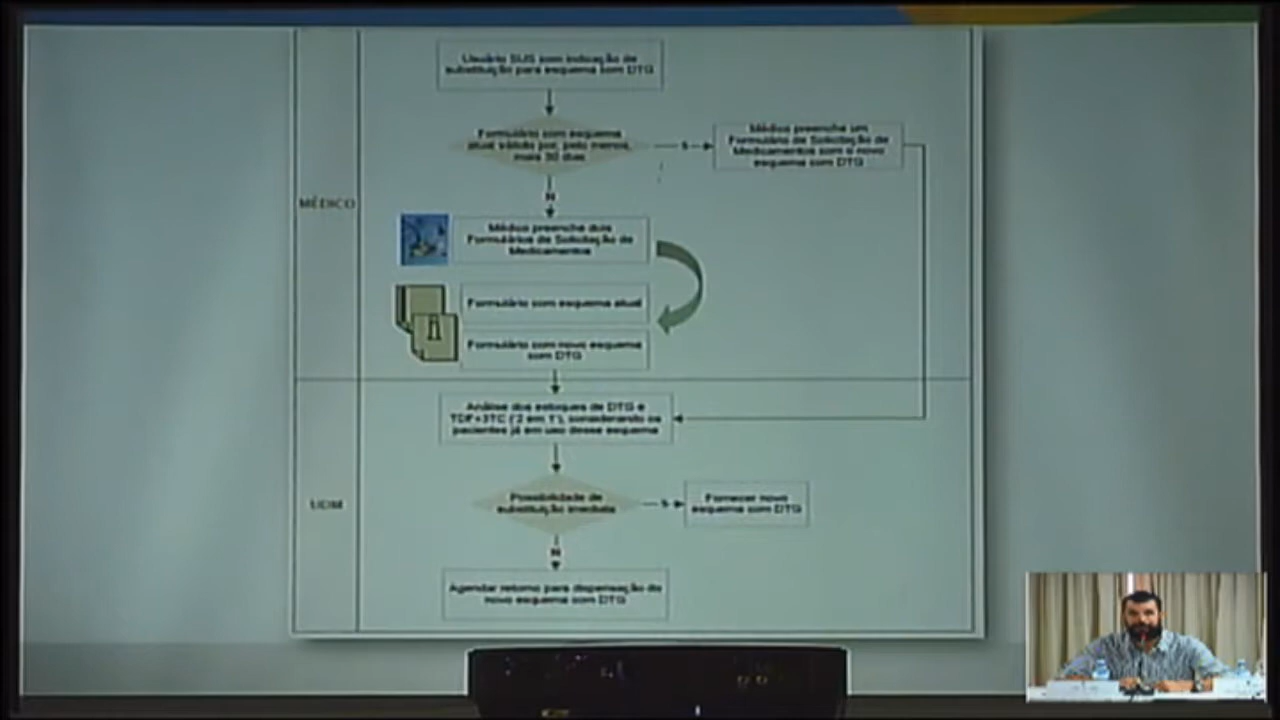 Usuário SUS com indicação de
substituição para esquema com DTG
Formulário com esquema
atual válido por, pelo menos,
mais 30 dias
S
Médico preenche um
Formulário de Solicitação de
Medicamentos com o novo
esquema com DTG
N
MÉDICO
Médico preenche dois
Formulários de Solicitação de
Medicamentos
Formulário com esquema atual
Formulário com novo esquema
com DTG
Análise dos estoques de DTG e
TDF+3TC ('2 em 1'), considerando os
pacientes já em uso desse esquema
UDM
Possibilidade de
substituição imediata
S
Fornecer novo
esquema com DTG
N
Agendar retorno para dispensação do
novo esquema com DTG